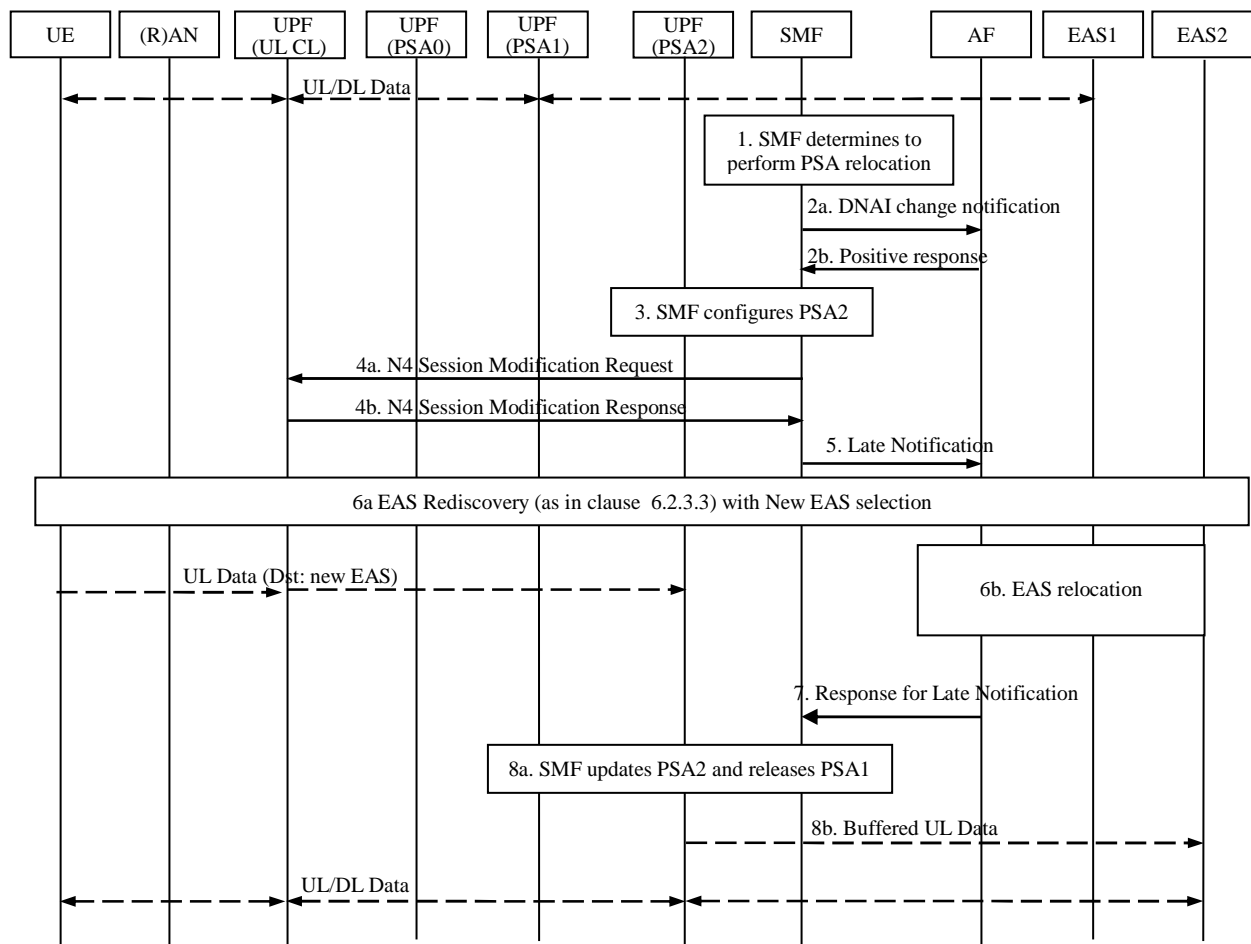 UE
(R)AN
UPF
(UL CL)
UPF
(PSA0)
UPF
(PSA1)
UPF
(PSA2)
SMF
AF
EAS1
EAS2
UL/DL Data
1. SMF determines to
perform PSA relocation
2a. DNAI change notification
2b. Positive response
3. SMF configures PSA2
4a. N4 Session Modification Request
4b. N4 Session Modification Response
5. Late Notification
6a EAS Rediscovery (as in clause 6.2.3.3) with New EAS selection
UL Data (Dst: new EAS)
6b. EAS relocation
7. Response for Late Notification
8a. SMF updates PSA2 and releases PSA1
8b. Buffered UL Data
UL/DL Data